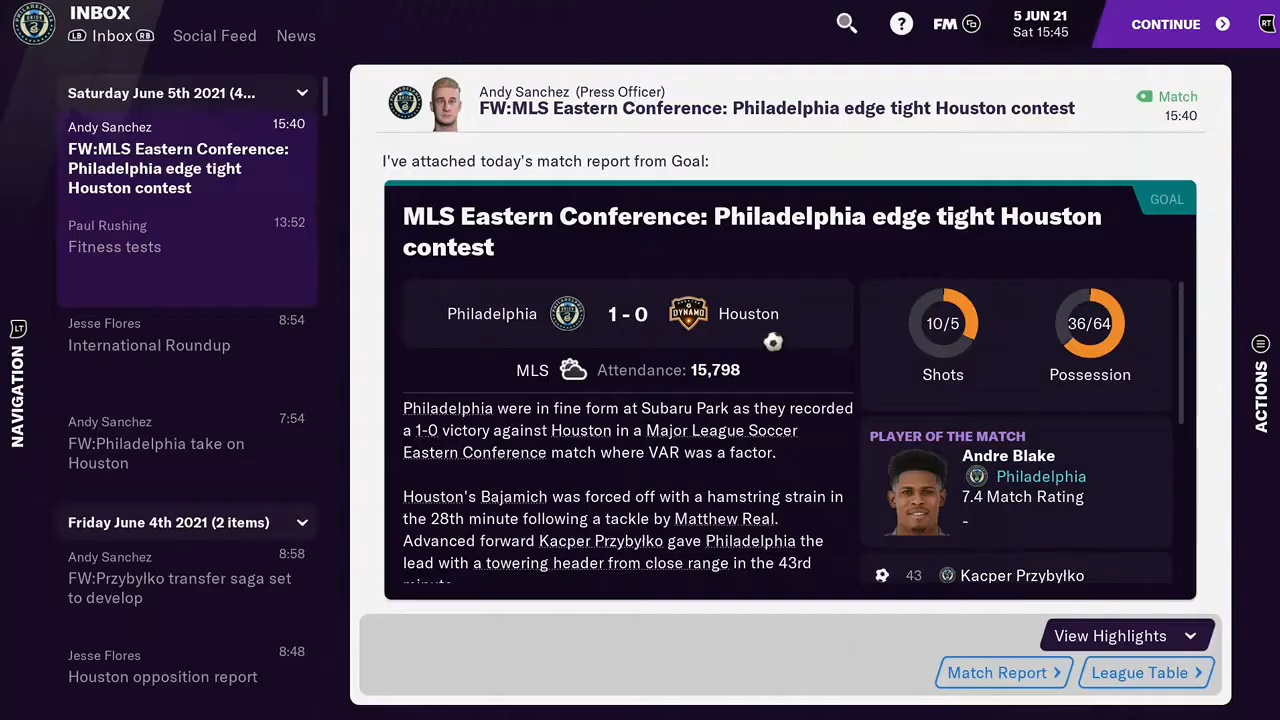 INBOX
LB Inbox RB
Social Feed
News
?
FM
5 JUN 21
Sat 15:45
CONTINUE
RT
Saturday June 5th 2021 (4...
Andy Sanchez
15:40
FW:MLS Eastern Conference:
Philadelphia edge tight
Houston contest
Paul Rushing
13:52
Fitness tests
Jesse Flores
8:54
International Roundup
Andy Sanchez
7:54
FW:Philadelphia take on
Houston
Friday June 4th 2021 (2 items)
Andy Sanchez
8:58
FW:Przybyłko transfer saga set
to develop
Jesse Flores
8:48
Houston opposition report
LT
NAVIGATION
Andy Sanchez (Press Officer)
FW:MLS Eastern Conference: Philadelphia edge tight Houston contest
Match
15:40
I've attached today's match report from Goal:
GOAL
MLS Eastern Conference: Philadelphia edge tight Houston
contest
Philadelphia
1 - 0
DYNAMO
Houston
MLS
Attendance: 15,798
Philadelphia were in fine form at Subaru Park as they recorded
a 1-0 victory against Houston in a Major League Soccer
Eastern Conference match where VAR was a factor.
Houston's Bajamich was forced off with a hamstring strain in
the 28th minute following a tackle by Matthew Real.
Advanced forward Kacper Przybyłko gave Philadelphia the
lead with a towering header from close range in the 43rd
minute.
10/5
Shots
36/64
Possession
PLAYER OF THE MATCH
Andre Blake
Philadelphia
7.4 Match Rating
-
43
Kacper Przybyłko
View Highlights
Match Report
League Table
ACTIONS